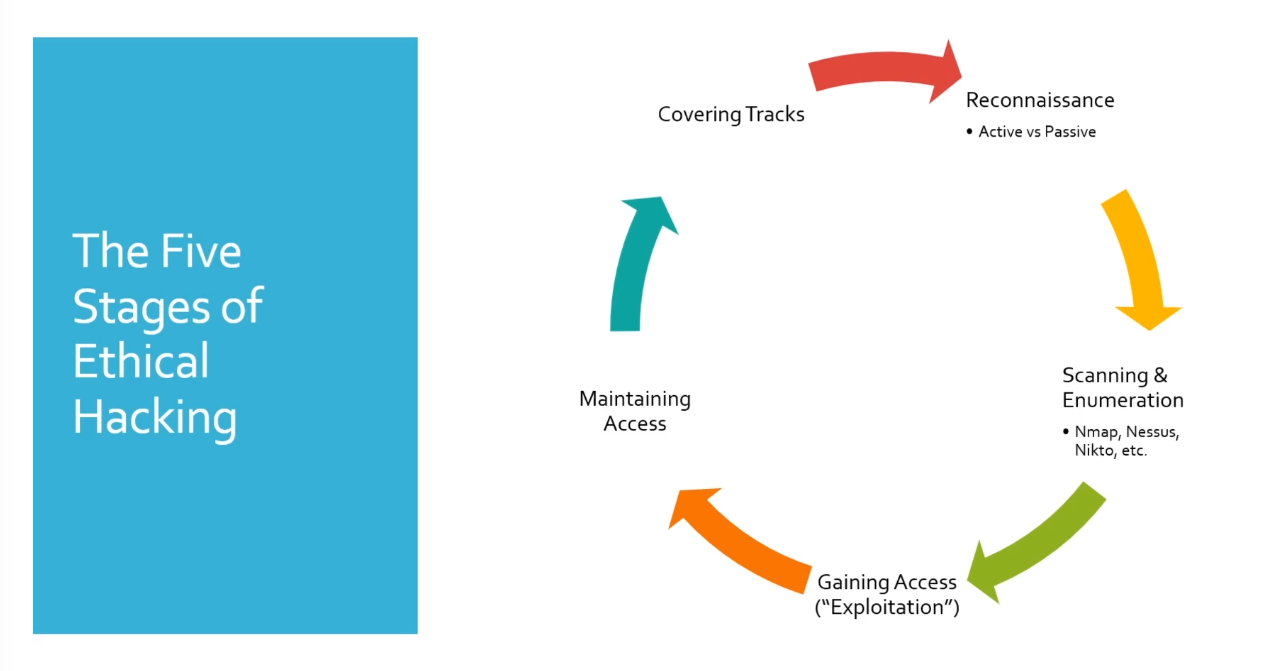 The Five
Stages of
Ethical
Hacking
Covering Tracks
Reconnaissance
• Active vs Passive
Scanning &
Enumeration
• Nmap, Nessus,
Nikto, etc.
Gaining Access
(“Exploitation”)
Maintaining
Access